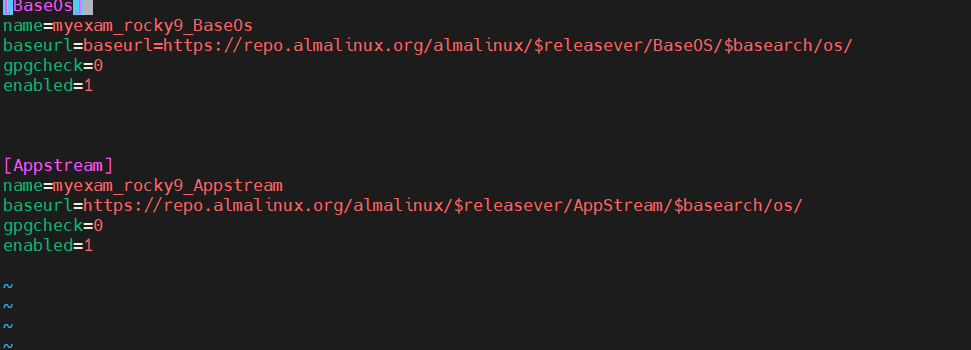 [BaseOs]
name=myexam_rocky9_BaseOs
baseurl=baseurl=https://repo.almalinux.org/almalinux/$releasever/BaseOS/$basearch/os/
gpgcheck=0
enabled=1
[Appstream]
name=myexam_rocky9_Appstream
baseurl=https://repo.almalinux.org/almalinux/$releasever/AppStream/$basearch/os/
gpgcheck=0
enabled=1
~
~
~
~